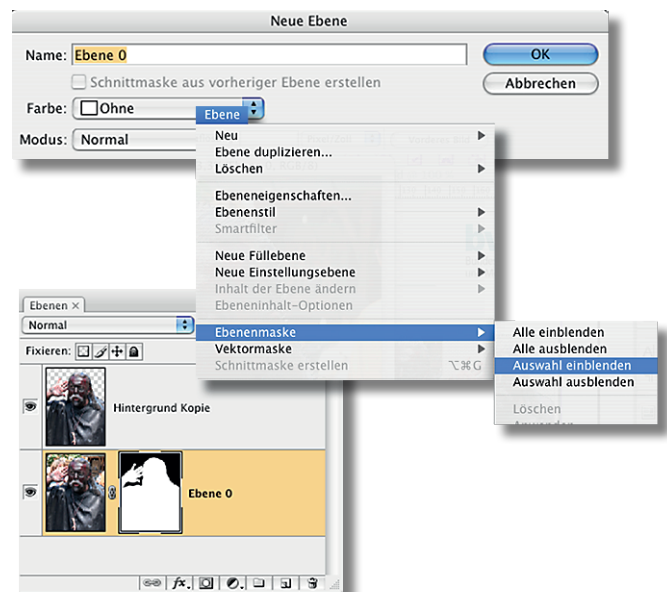 Neue Ebene
Name: Ebene 0
OK
Schnittmaske aus vorheriger Ebene erstellen
Abbrechen
Farbe: Ohne
Modus: Normal
Ebene
Neu
Ebene duplizieren...
Löschen
Ebeneneigenschaften...
Ebenenstil
Smartfilter
Neue Füllebene
Neue Einstellungsebene
Inhalt der Ebene ändern
Ebeneninhalt-Optionen
Ebenenmaske
Vektormaske
Schnittmaske erstellen ⌥⌘G
Alle einblenden
Alle ausblenden
Auswahl einblenden
Auswahl ausblenden
Löschen
Ebenen ×
Normal
Fixieren:
Hintergrund Kopie
Ebene 0
fx.